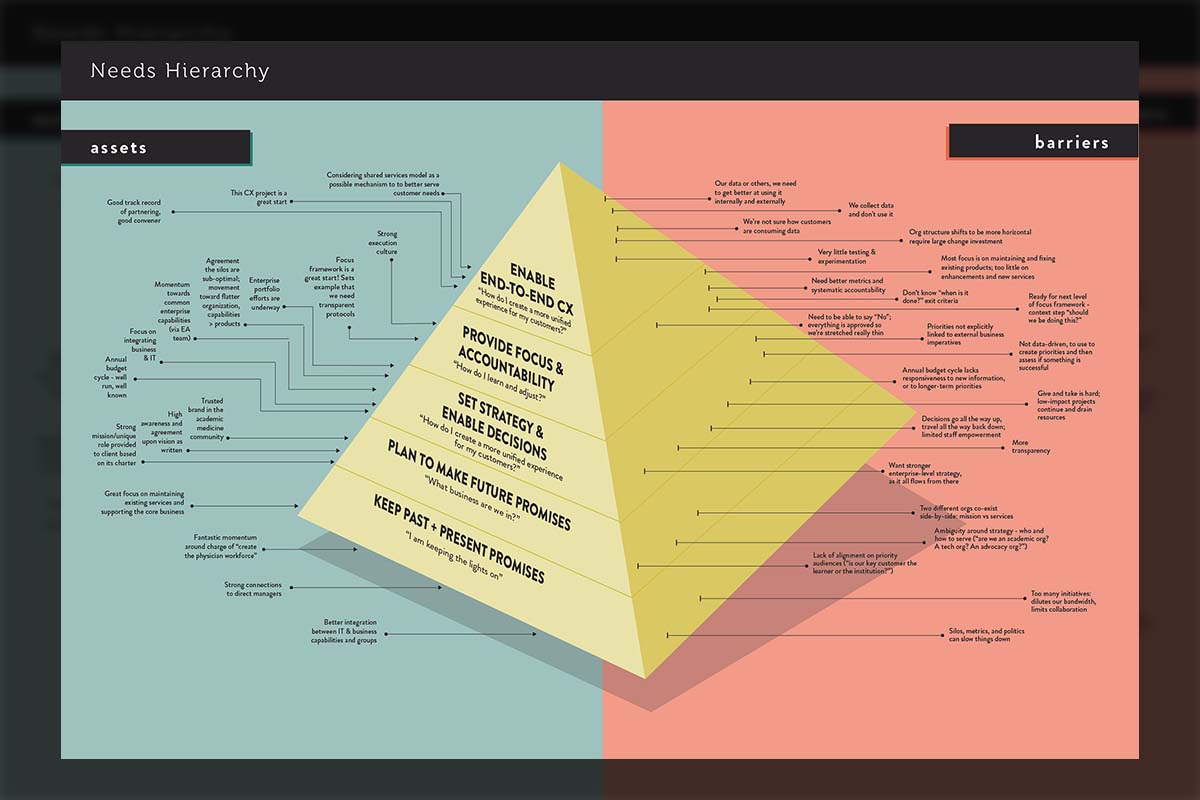 Needs Hierarchy
assets
barriers
Considering shared services model as a
possible mechanism to to better serve
customer needs
This CX project is a
great start
Good track record
of partnering,
good convener
Strong
execution
culture
Focus
framework is a
great start! Sets
example that
we need
transparent
protocols
Enterprise
portfolio
efforts are
underway
Agreement
the silos are
sub-optimal;
movement
toward flatter
organization,
capabilities
> products
Momentum
towards
common
enterprise
capabilities
(via EA
team)
Focus on
integrating
business
& IT
Annual
budget
cycle - well
run, well
known
Trusted
brand in the
academic
medicine
community
High
awareness and
agreement
upon vision as
written
Strong
mission/unique
role provided
to client based
on its charter
Great focus on maintaining
existing services and
supporting the core business
Fantastic momentum
around charge of "create
the physician workforce"
Strong connections
to direct managers
Better integration
between IT & business
capabilities and groups
ENABLE
END-TO-END CX
"How do I create a more unified
experience for my customers?"
PROVIDE FOCUS &
ACCOUNTABILITY
"How do I learn and adjust?"
SET STRATEGY &
ENABLE DECISIONS
"How do I create a more unified experience
for my customers?"
PLAN TO MAKE FUTURE PROMISES
"What business are we in?"
KEEP PAST + PRESENT PROMISES
"I am keeping the lights on"
Our data or others, we need
to get better at using it
internally and externally
We collect data
and don't use it
We're not sure how customers
are consuming data
Org structure shifts to be more horizontal
require large change investment
Very little testing &
experimentation
Most focus is on maintaining and fixing
existing products; too little on
enhancements and new services
Need better metrics and
systematic accountability
Don't know "when is it
done?" exit criteria
Ready for next level
of focus framework -
context step "should
we be doing this?"
Need to be able to say "No";
everything is approved so
we're stretched really thin
Priorities not explicitly
linked to external business
imperatives
Not data-driven, to use to
create priorities and then
assess if something is
successful
Annual budget cycle lacks
responsiveness to new information,
or to longer-term priorities
Give and take is hard;
low-impact projects
continue and drain
resources
Decisions go all the way up,
travel all the way back down;
limited staff empowerment
More
transparency
Want stronger
enterprise-level strategy,
as it all flows from there
Two different orgs co-exist
side-by-side: mission vs services
Ambiguity around strategy - who and
how to serve ("are we an academic org?
A tech org? An advocacy org?")
Lack of alignment on priority
audiences ("is our key customer the
learner or the institution?")
Too many initiatives:
dilutes our bandwidth,
limits collaboration
Silos, metrics, and politics
can slow things down